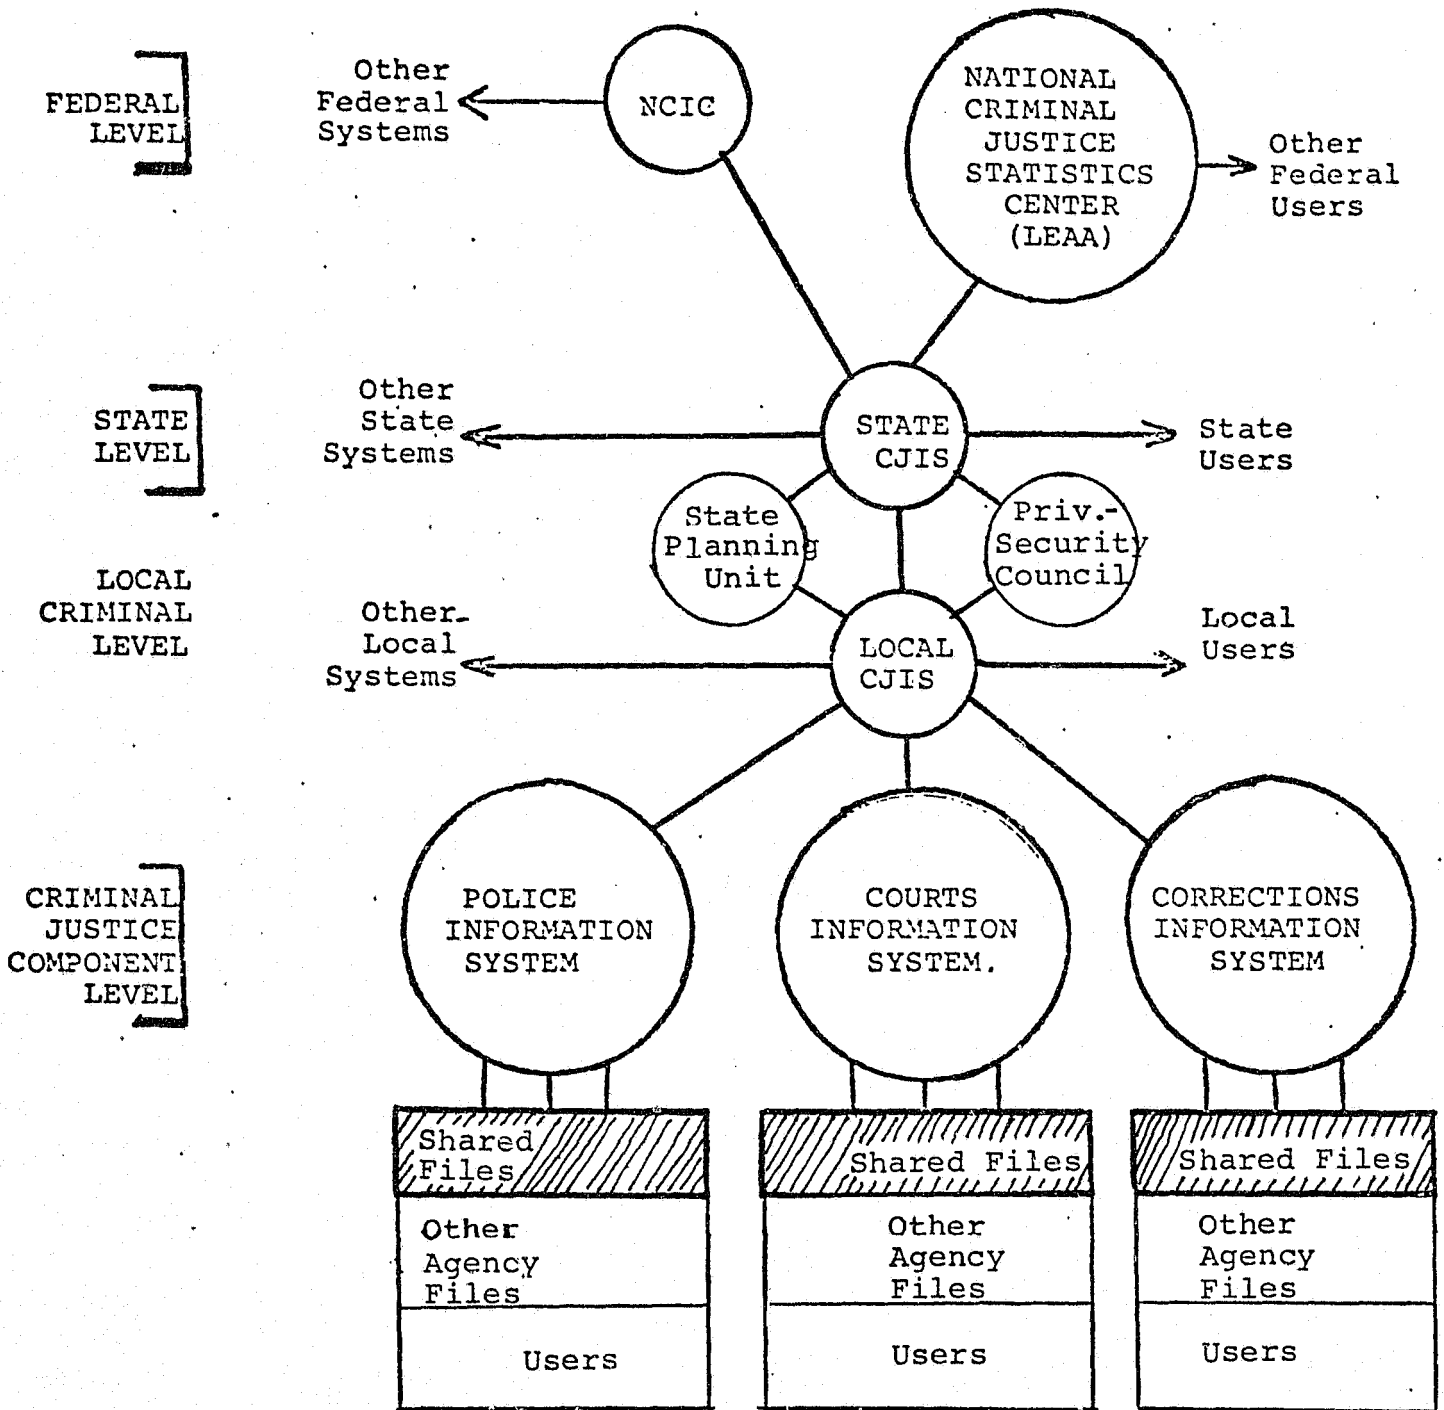 FEDERAL
LEVEL
Other
Federal
Systems
NCIC
NATIONAL
CRIMINAL
JUSTICE
STATISTICS
CENTER
(LEAA)
Other
Federal
Users
STATE
LEVEL
Other
State
Systems
STATE
CJIS
State
Users
State
Planning
Unit
Priv.-
Security
Council
LOCAL
CRIMINAL
LEVEL
Other
Local
Systems
LOCAL
CJIS
Local
Users
CRIMINAL
JUSTICE
COMPONENT
LEVEL
POLICE
INFORMATION
SYSTEM
COURTS
INFORMATION
SYSTEM.
CORRECTIONS
INFORMATION
SYSTEM
Shared
Files
Other
Agency
Files
Users
Shared Files
Other
Agency
Files
Users
Shared Files
Other
Agency
Files
Users